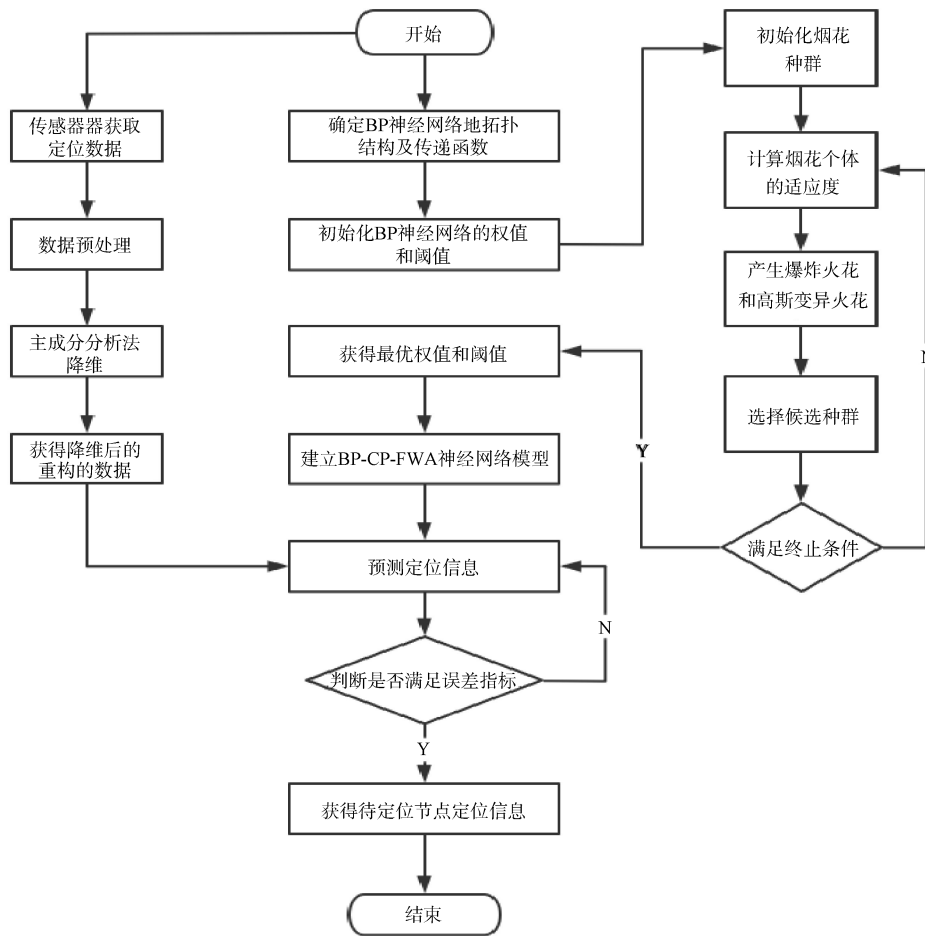 开始
传感器器获取
定位数据
数据预处理
主成分分析法
降维
获得降维后的
重构的数据
确定BP神经网络地拓扑
结构及传递函数
初始化BP神经网络的权值
和阈值
获得最优权值和阈值
建立BP-CP-FWA神经网络模型
预测定位信息
N
判断是否满足误差指标
Y
获得待定位节点定位信息
结束
初始化烟花
种群
计算烟花个体
的适应度
产生爆炸火花
和高斯变异火花
选择候选种群
满足终止条件
Y
N